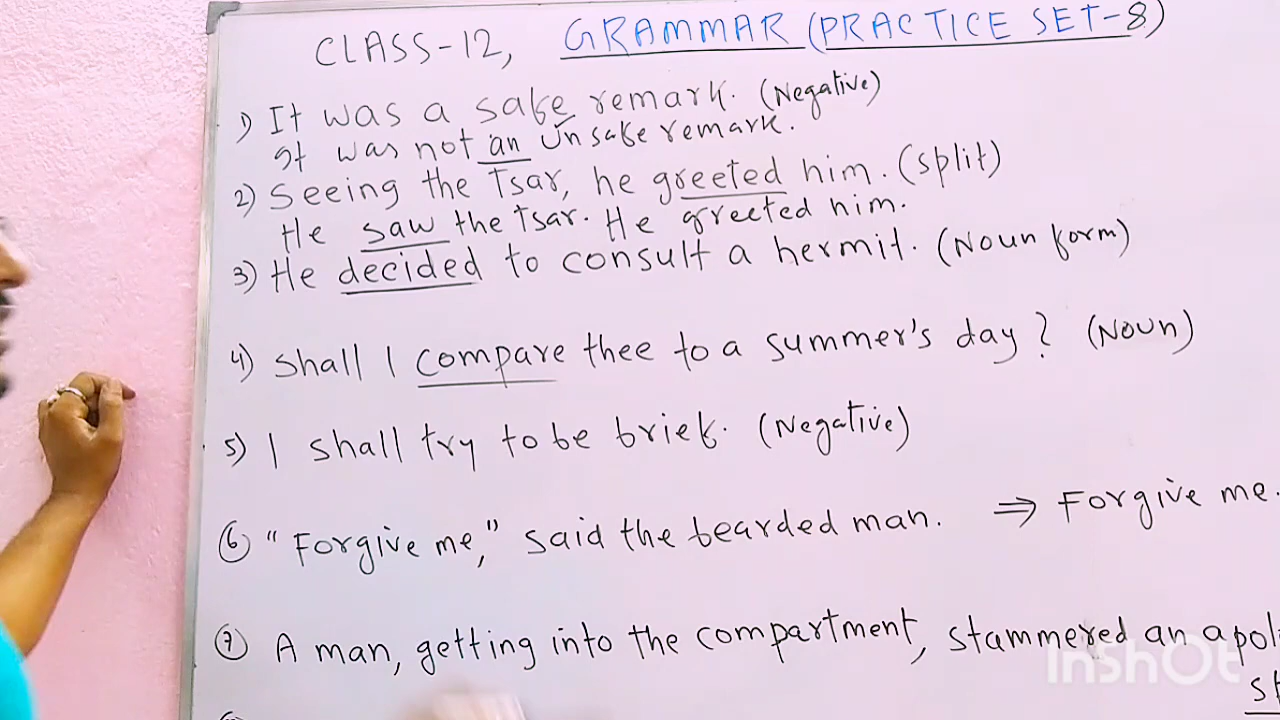 CLASS-12, GRAMMAR (PRACTICE SET-8)
1) It was a safe remark. (Negative)
It was not an unsafe remark.
2) Seeing the Tsar, he greeted him. (split)
He saw the Tsar. He greeted him.
3) He decided to consult a hermit. (Noun form)
4) Shall I compare thee to a summer's day? (Noun)
5) I shall try to be brief. (Negative)
6 "Forgive me," said the bearded man. ⇒ Forgive me.
7 A man, getting into the compartment, stammered an apol
InShOt